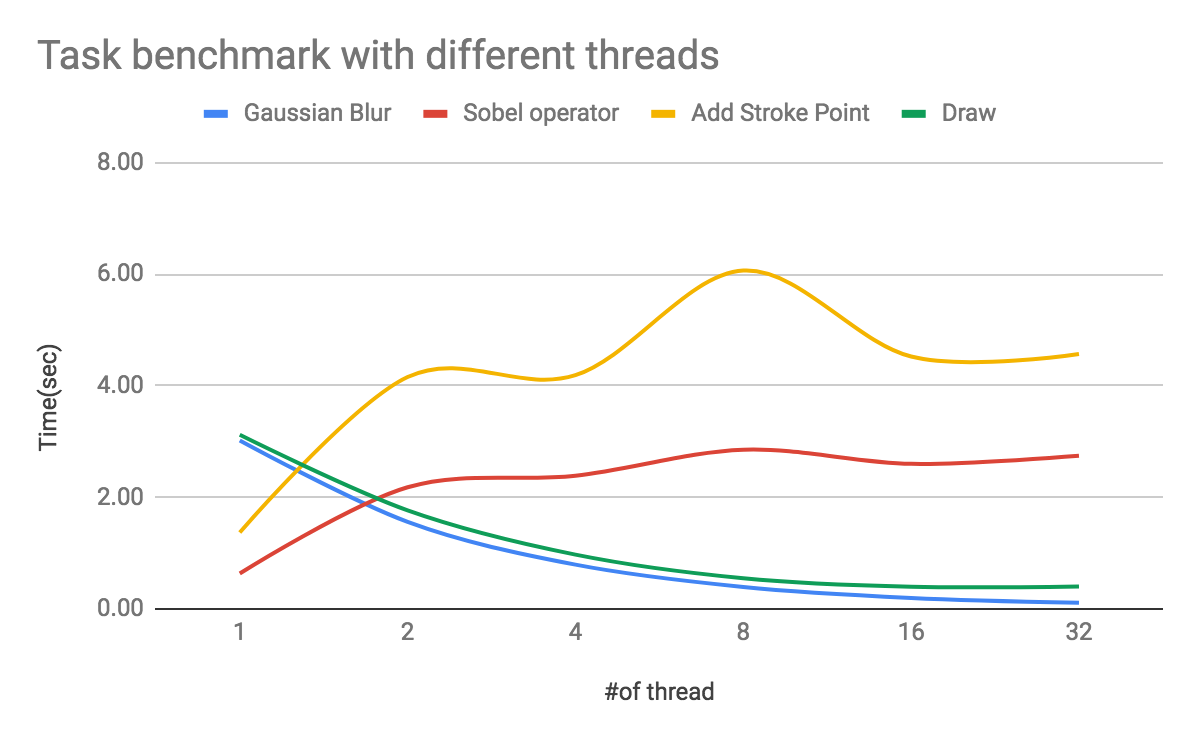 Task benchmark with different threads
Gaussian Blur Sobel operator Add Stroke Point Draw
8.00
6.00
4.00
2.00
0.00
Time(sec)
1 2 4 8 16 32
#of thread